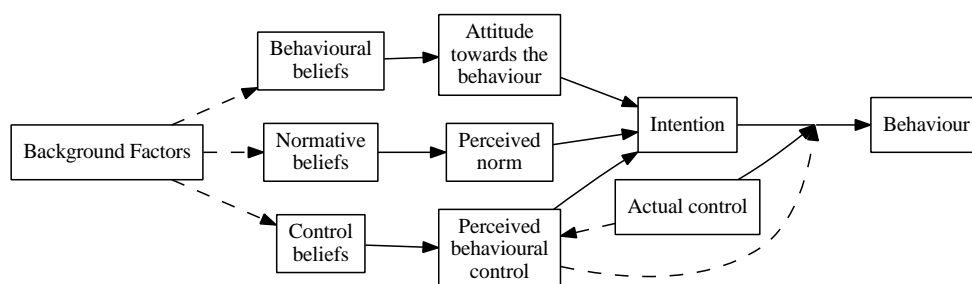 Background Factors
Behavioural
beliefs
Normative
beliefs
Control
beliefs
Attitude
towards the
behaviour
Perceived
norm
Perceived
behavioural
control
Intention
Actual control
Behaviour